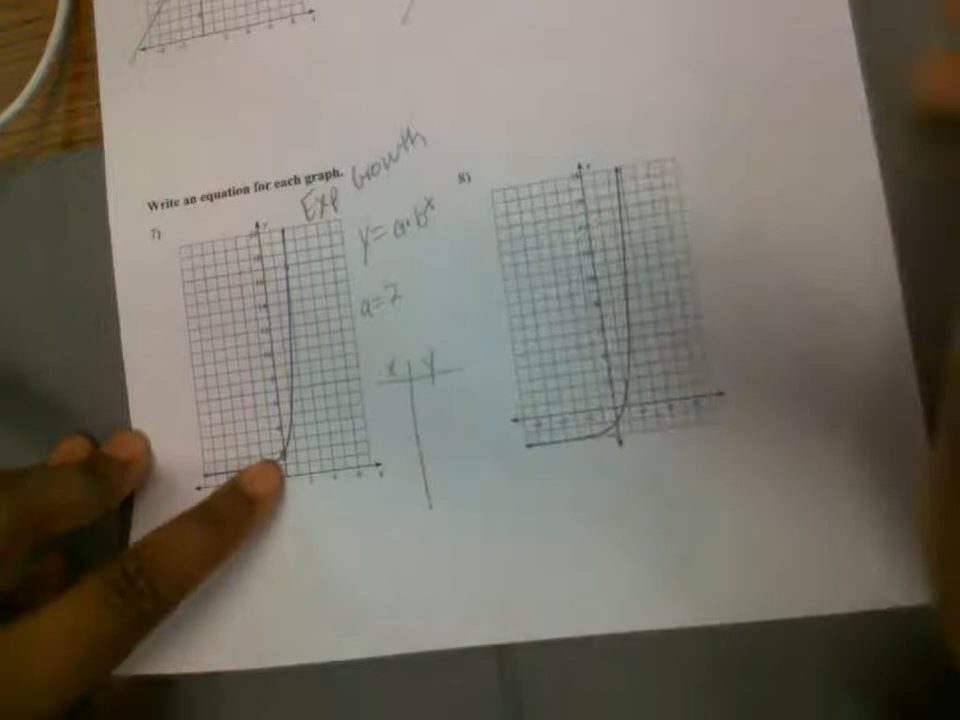 Write an equation for each graph.
Exp Growth
7)
y = a·b^x
a = 2
x y
8)